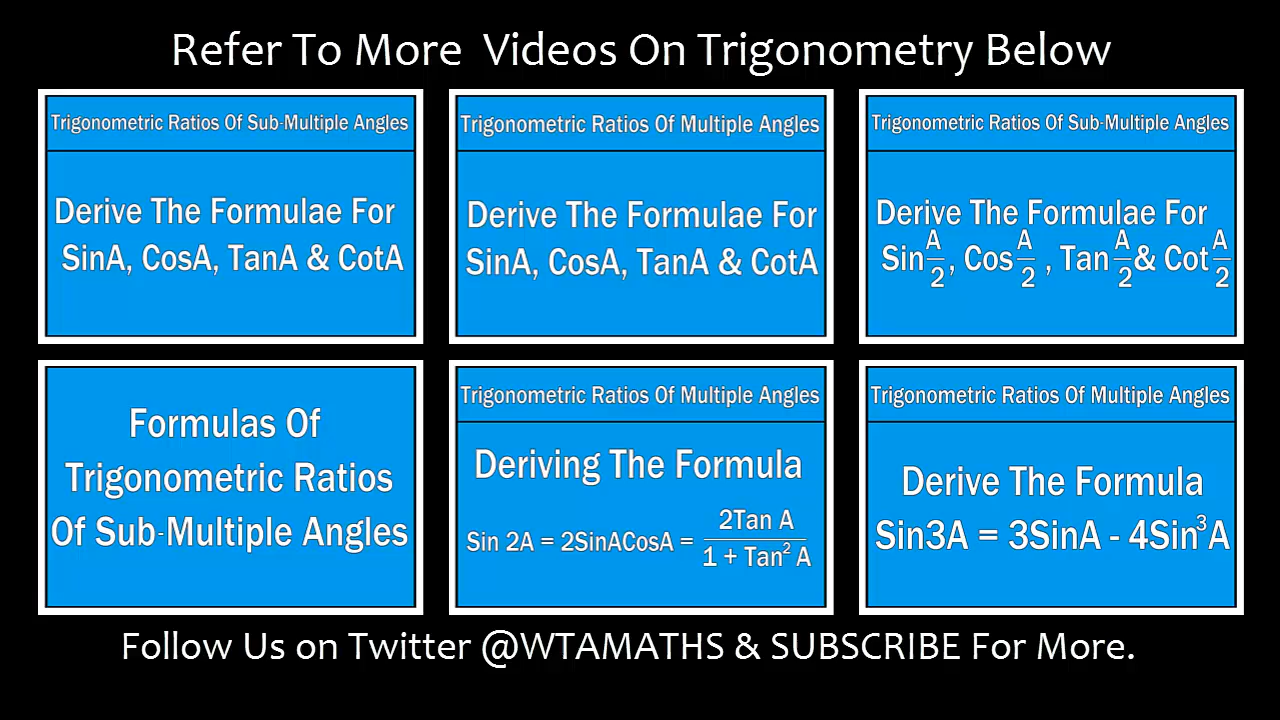 Refer To More Videos On Trigonometry Below
Trigonometric Ratios Of Sub-Multiple Angles
Derive The Formulae For
SinA, CosA, TanA & CotA
Trigonometric Ratios Of Multiple Angles
Derive The Formulae For
SinA, CosA, TanA & CotA
Trigonometric Ratios Of Sub-Multiple Angles
Derive The Formulae For
Sin A/2, Cos A/2 , Tan A/2 & Cot A/2
Formulas Of
Trigonometric Ratios
Of Sub-Multiple Angles
Trigonometric Ratios Of Multiple Angles
Deriving The Formula
Sin 2A = 2SinACosA = 2Tan A / 1 + Tan² A
Trigonometric Ratios Of Multiple Angles
Derive The Formula
Sin3A = 3SinA - 4Sin³A
Follow Us on Twitter @WTAMATHS & SUBSCRIBE For More.